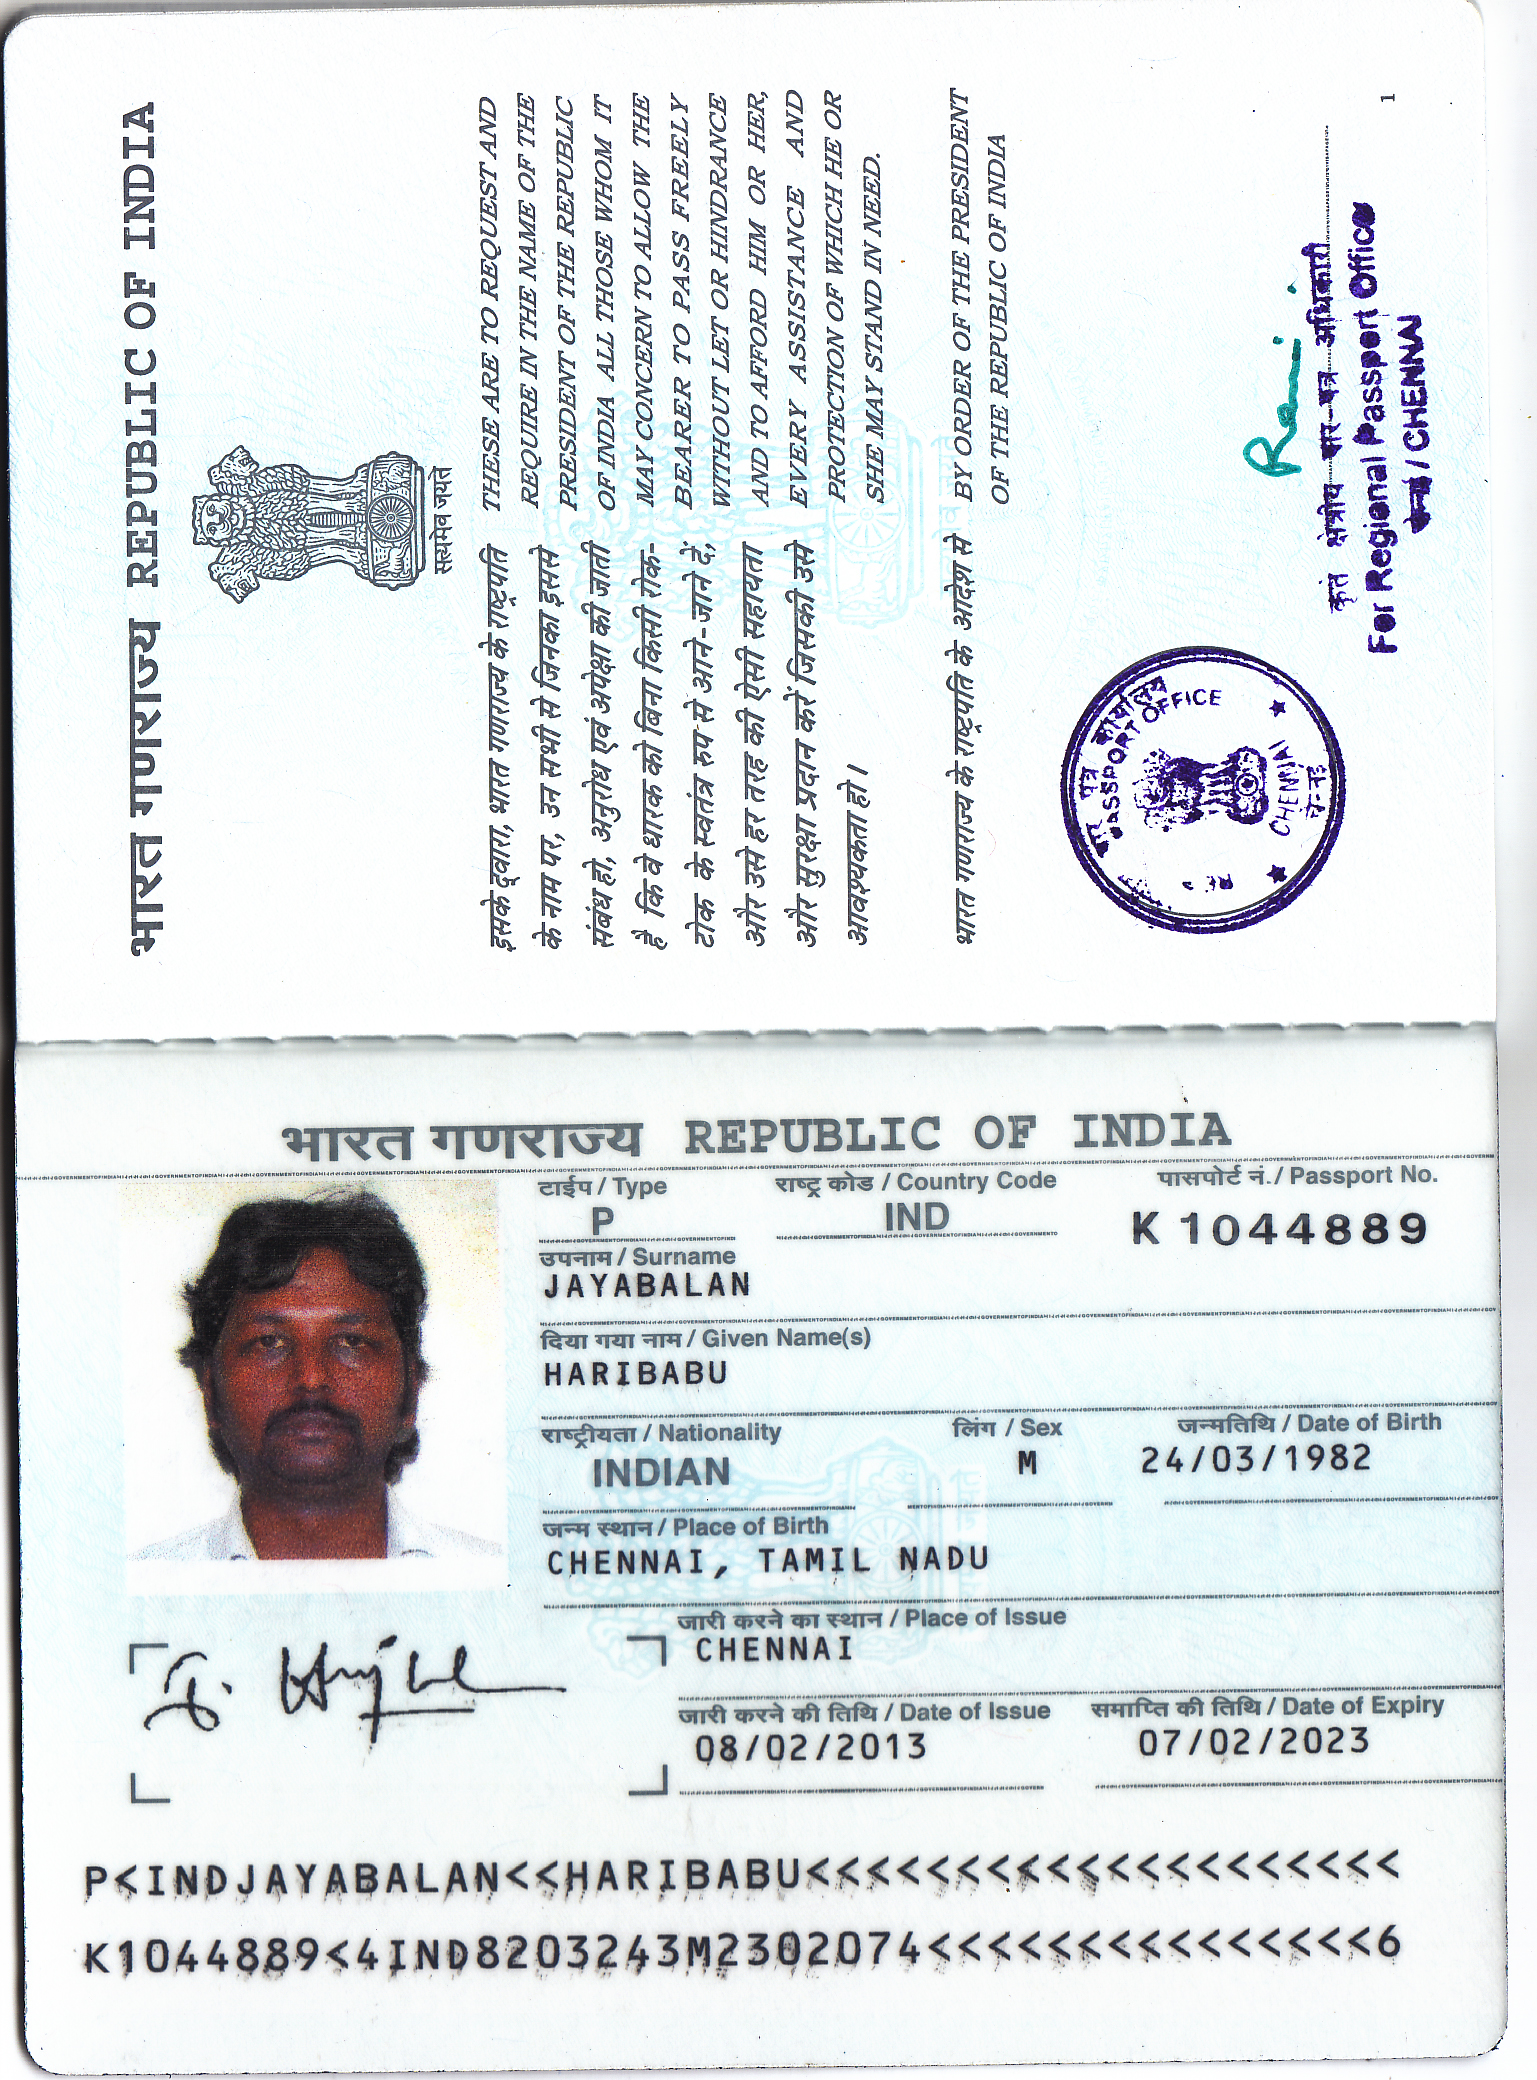 भारत गणराज्य REPUBLIC OF INDIA
सत्यमेव जयते
इसके द्वारा, भारत गणराज्य के राष्ट्रपति
के नाम पर, उन सभी से जिनका इससे
संबंध हो, अनुरोध एवं अपेक्षा की जाती
है कि वे धारक को बिना किसी रोक-
टोक के स्वतंत्र रुप से आने-जाने दें,
और उसे हर तरह की ऐसी सहायता
और सुरक्षा प्रदान करें जिसकी उसे
आवश्यकता हो।
भारत गणराज्य के राष्ट्रपति के आदेश से
THESE ARE TO REQUEST AND
REQUIRE IN THE NAME OF THE
PRESIDENT OF THE REPUBLIC
OF INDIA ALL THOSE WHOM IT
MAY CONCERN TO ALLOW THE
BEARER TO PASS FREELY
WITHOUT LET OR HINDRANCE
AND TO AFFORD HIM OR HER,
EVERY ASSISTANCE AND
PROTECTION OF WHICH HE OR
SHE MAY STAND IN NEED.
BY ORDER OF THE PRESIDENT
OF THE REPUBLIC OF INDIA
पत्र कार्यालय
PASSPORT OFFICE
CHENNAI
कृते क्षेत्रीय पार-पत्र अधिकारी
For Regional Passport Officer
/ CHENNAI
1
भारत गणराज्य REPUBLIC OF INDIA
टाईप / Type राष्ट्र कोड / Country Code पासपोर्ट नं. / Passport No.
P IND K 1044889
उपनाम / Surname
JAYABALAN
दिया गया नाम / Given Name(s)
HARIBABU
राष्ट्रीयता / Nationality लिंग / Sex जन्मतिथि / Date of Birth
INDIAN M 24/03/1982
जन्म स्थान / Place of Birth
CHENNAI, TAMIL NADU
जारी करने का स्थान / Place of Issue
CHENNAI
जारी करने की तिथि / Date of Issue समाप्ति की तिथि / Date of Expiry
08/02/2013 07/02/2023
P<INDJAYABALAN<<HARIBABU<<<<<<<<<<<<<<<<<<<<
K1044889<4IND8203243M2302074<<<<<<<<<<<<<<<6